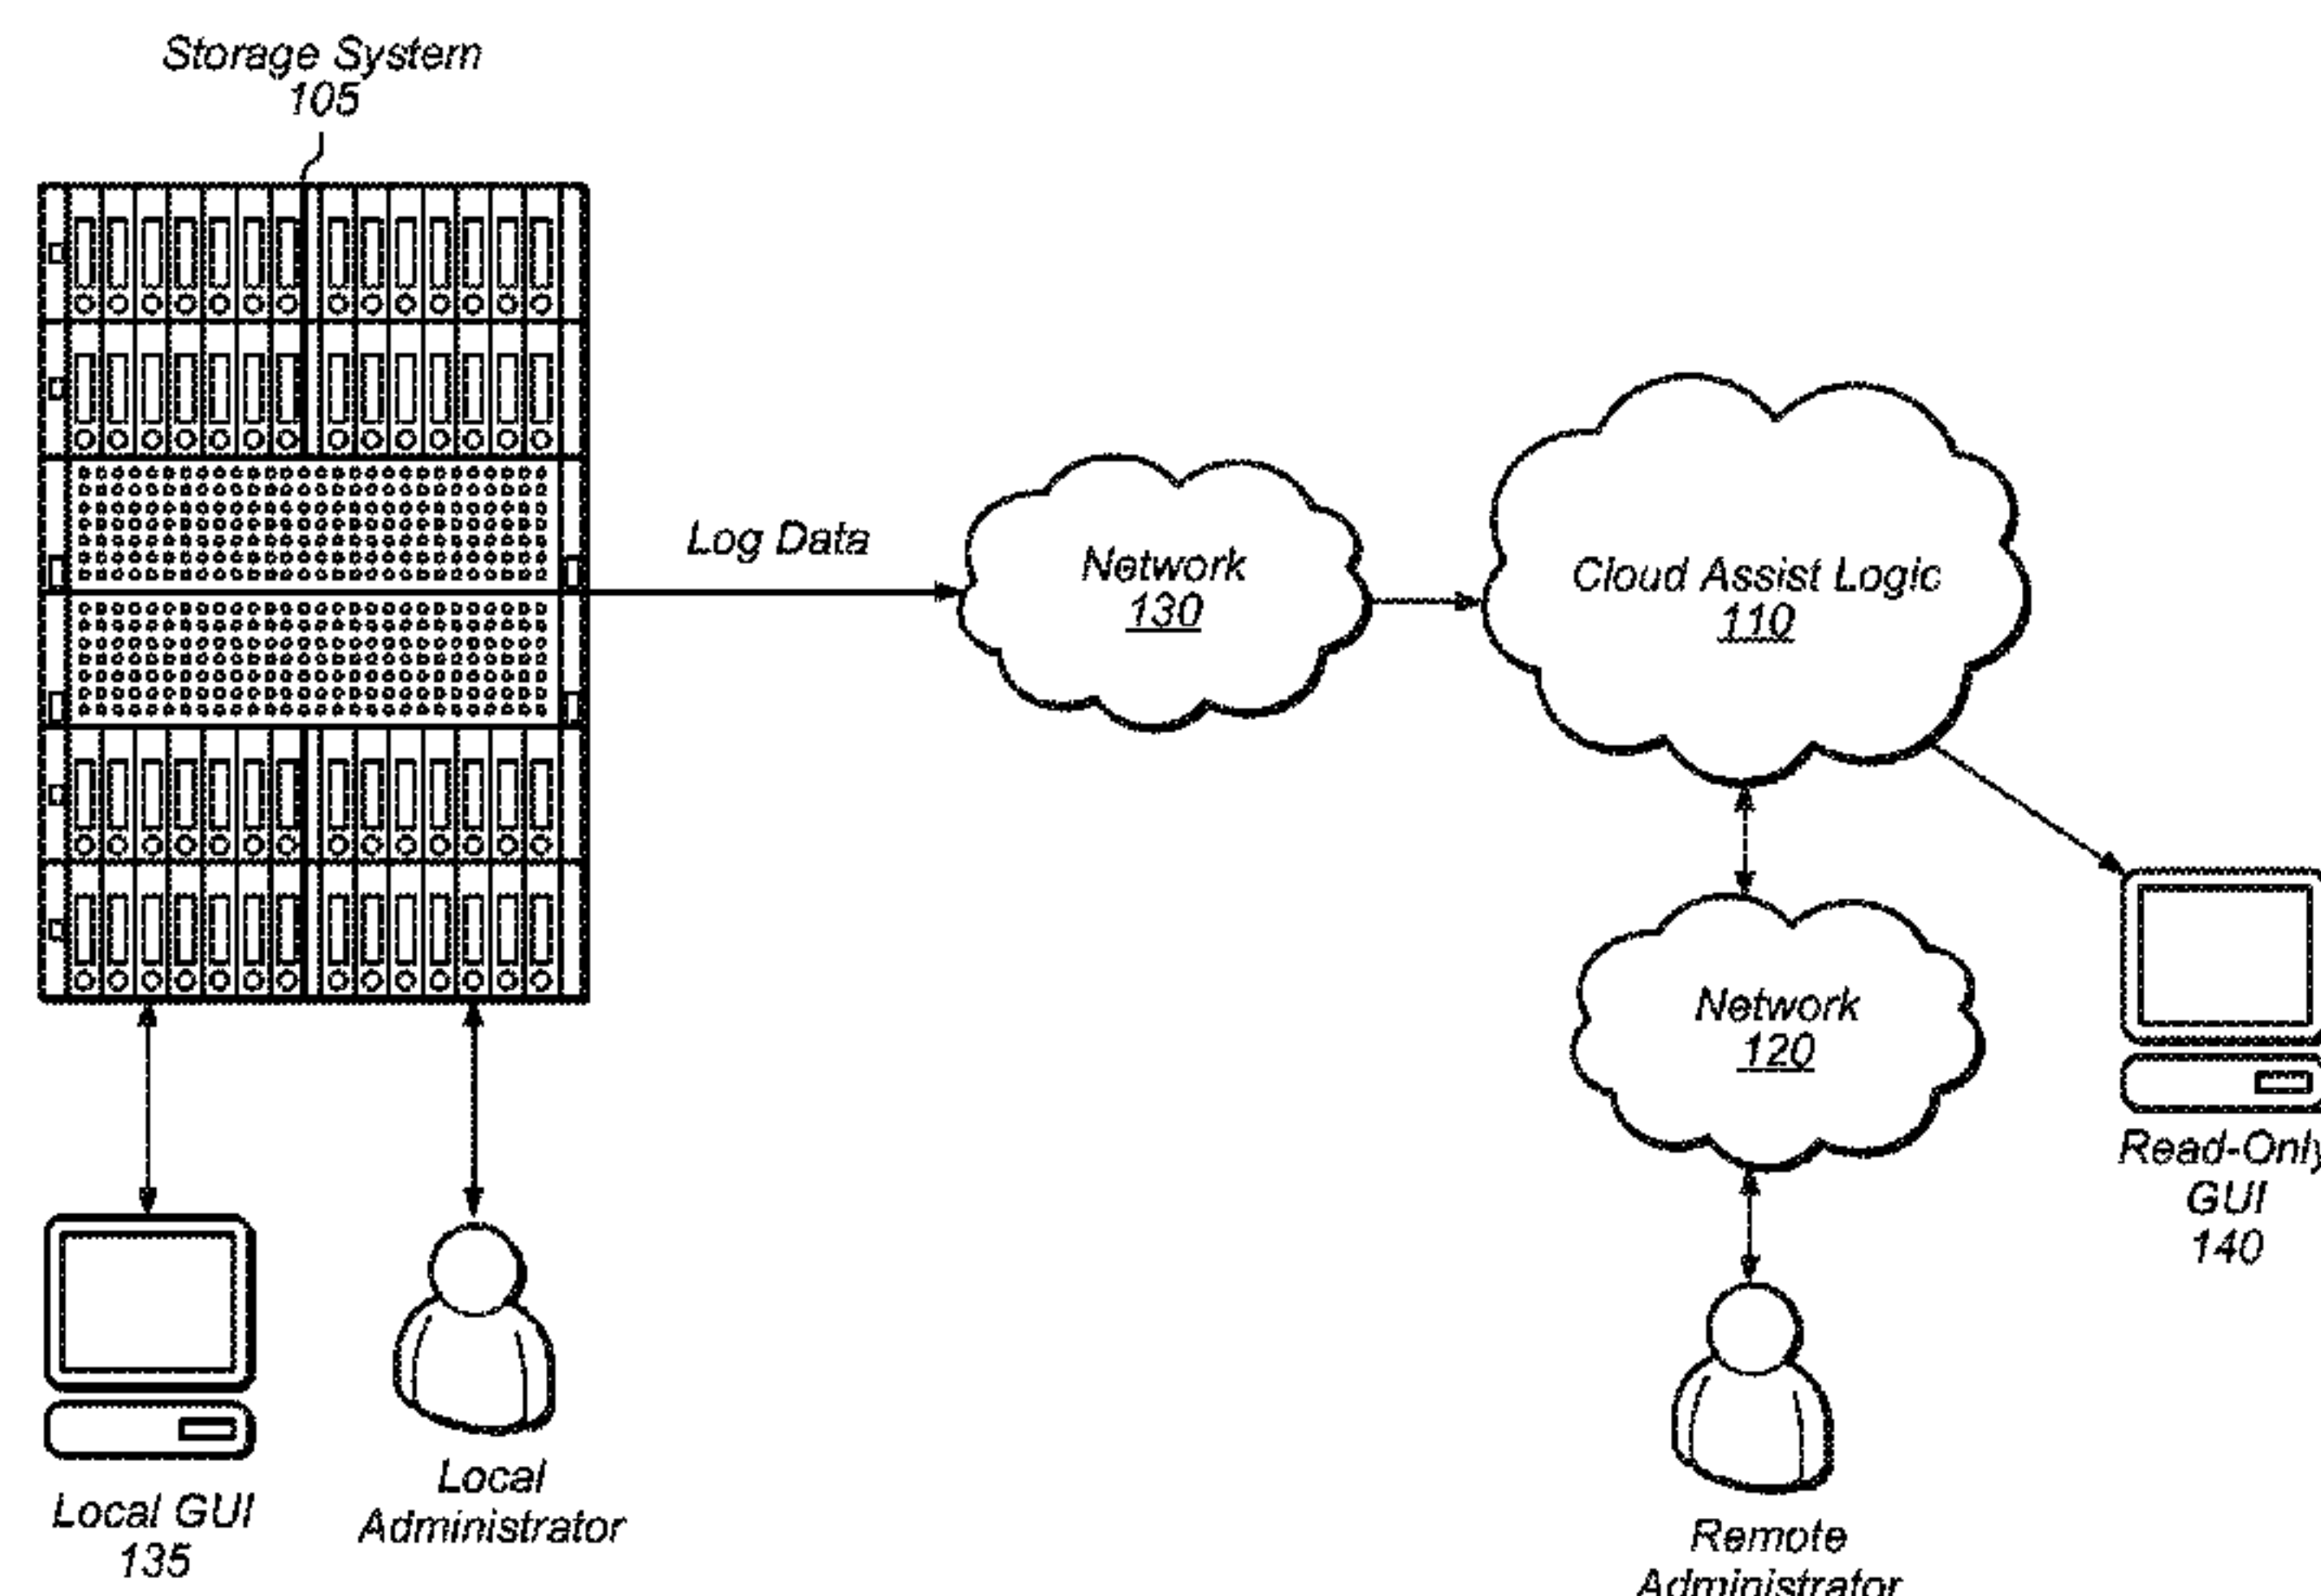 Storage System
105
Log Data
Network
130
Cloud Assist Logic
110
Network
120
Read-Only
GUI
140
Local GUI
135
Local
Administrator
Remote
Administrator